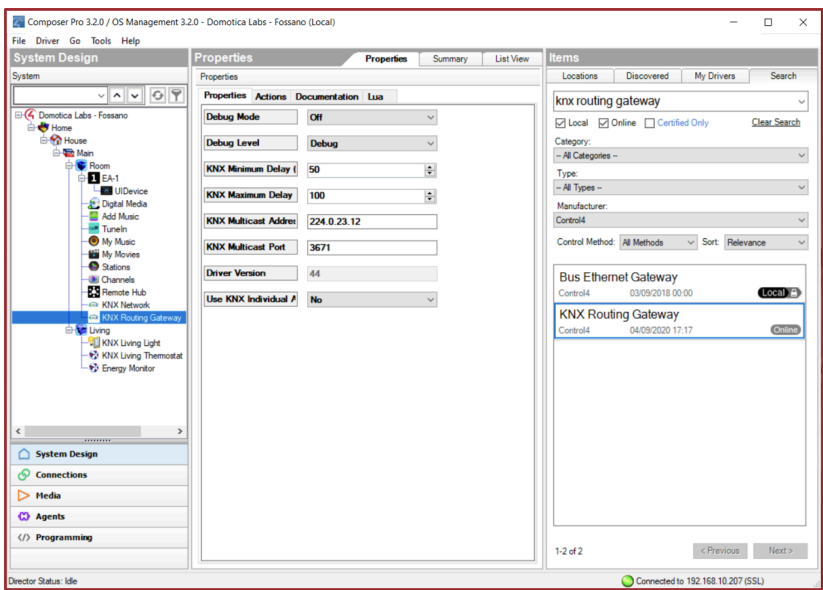 Composer Pro 3.2.0 / OS Management 3.2.0 - Domotica Labs - Fossano (Local)
File Driver Go Tools Help
System Design
System
Domotica Labs - Fossano
Home
House
Main
Room
EA-1
UIDevice
Digital Media
Add Music
TuneIn
My Music
My Movies
Stations
Channels
Remote Hub
KNX Network
KNX Routing Gateway
Living
KNX Living Light
KNX Living Thermostat
Energy Monitor
System Design
Connections
Media
Agents
Programming
Properties
Properties Summary List View
Properties
Properties Actions Documentation Lua
Debug Mode Off
Debug Level Debug
KNX Minimum Delay ( 50
KNX Maximum Delay 100
KNX Multicast Addres 224.0.23.12
KNX Multicast Port 3671
Driver Version 44
Use KNX Individual A No
Items
Locations Discovered My Drivers Search
knx routing gateway
Local Online Certified Only Clear Search
Category:
-- All Categories --
Type:
-- All Types --
Manufacturer:
Control4
Control Method: All Methods Sort: Relevance
Bus Ethernet Gateway
Control4 03/09/2018 00:00 Local
KNX Routing Gateway
Control4 04/09/2020 17:17 Online
1-2 of 2 < Previous Next >
Director Status: Idle
Connected to 192.168.10.207 (SSL)